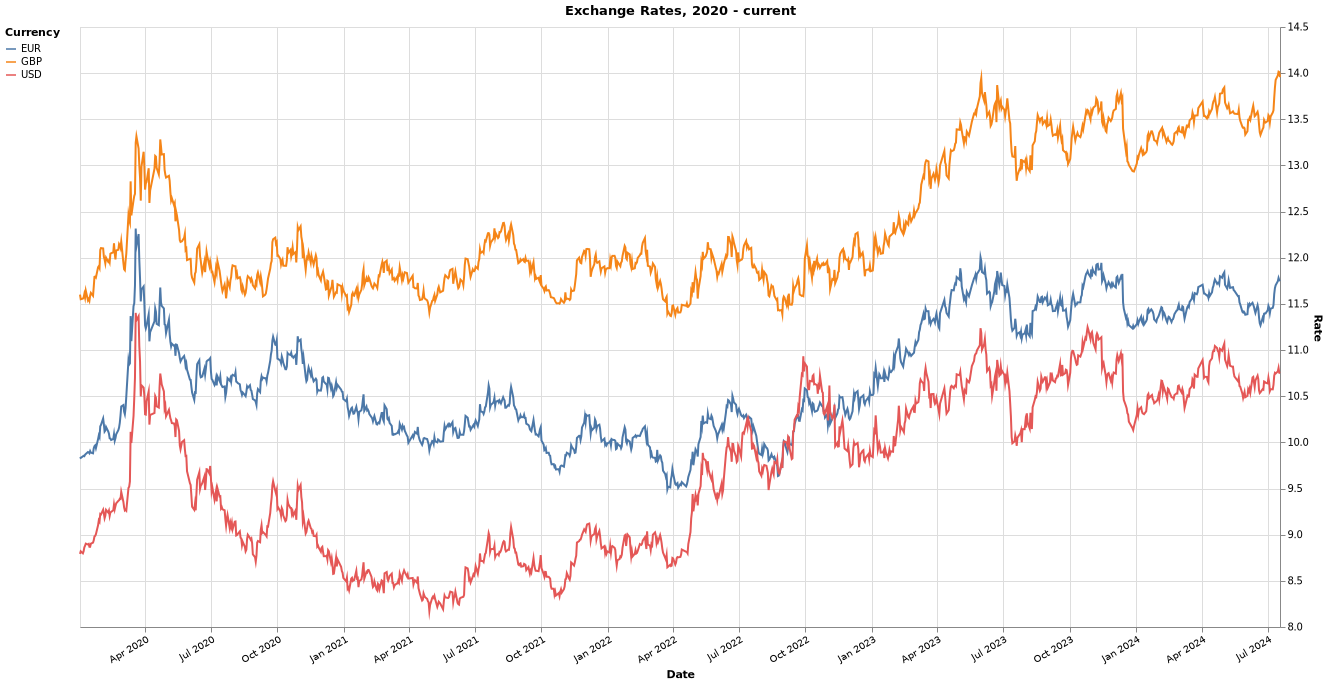 Exchange Rates, 2020 - current
Currency
EUR
GBP
USD
14.5
14.0
13.5
13.0
12.5
12.0
11.5
11.0
10.5
10.0
9.5
9.0
8.5
8.0
Rate
Apr 2020
Jul 2020
Oct 2020
Jan 2021
Apr 2021
Jul 2021
Oct 2021
Jan 2022
Apr 2022
Jul 2022
Oct 2022
Jan 2023
Apr 2023
Jul 2023
Oct 2023
Jan 2024
Apr 2024
Jul 2024
Date